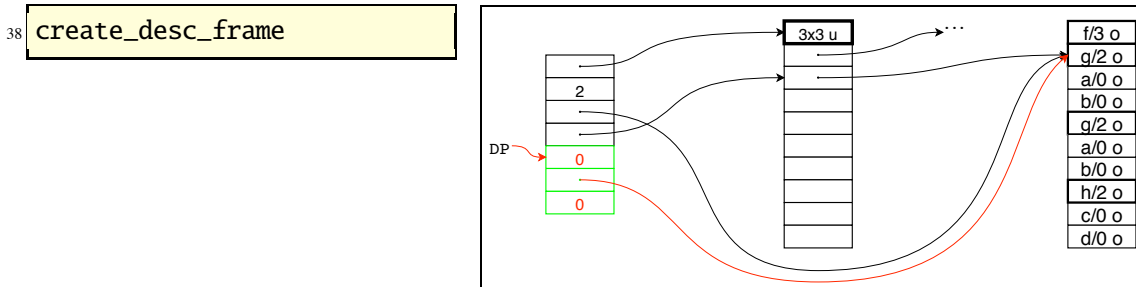 38 create_desc_frame
3x3 u
...
f/3 o
g/2 o
a/0 o
b/0 o
g/2 o
a/0 o
b/0 o
h/2 o
c/0 o
d/0 o
2
DP
0
0